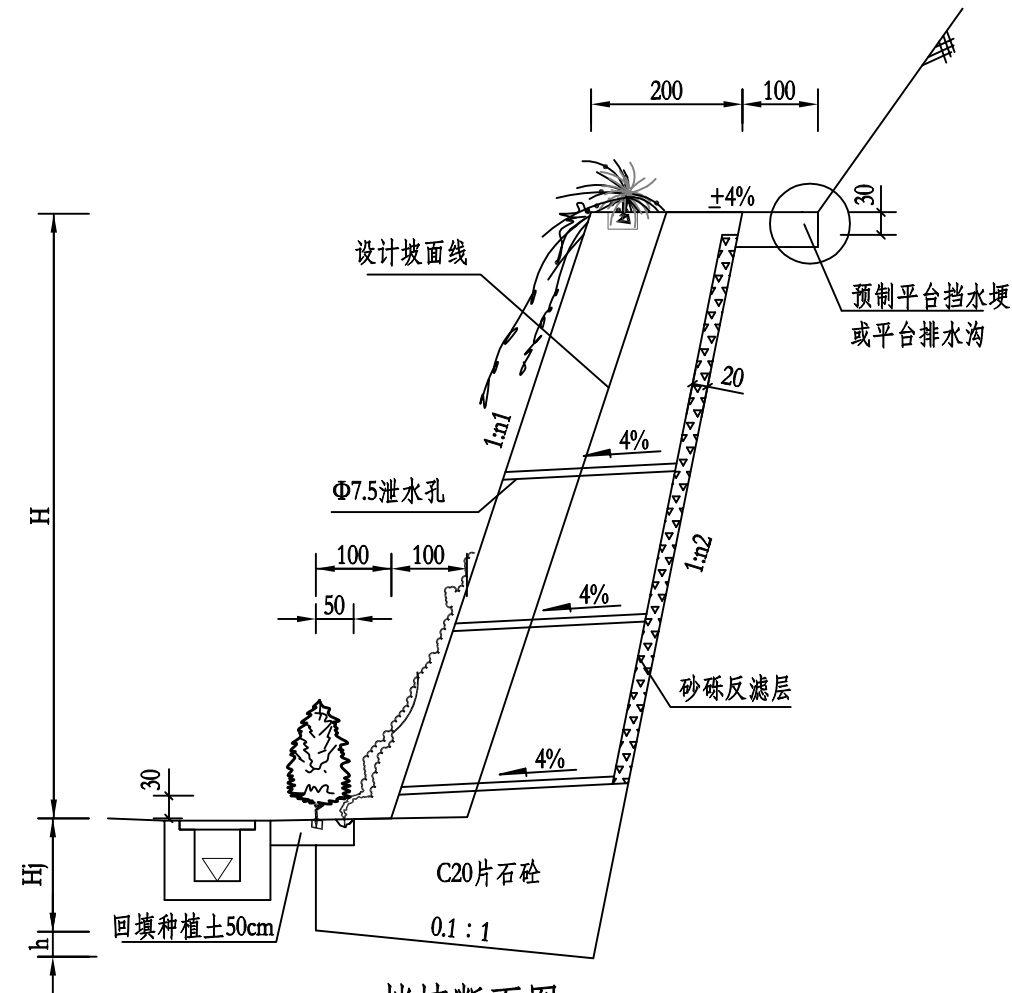 200
100
±4%
30
设计坡面线
预制平台挡水埂
或平台排水沟
20
1:n1
4%
Φ7.5泄水孔
H
1:n2
100
100
50
4%
砂砾反滤层
4%
30
Hj
C20片石砼
回填种植土50cm
0.1：1
h